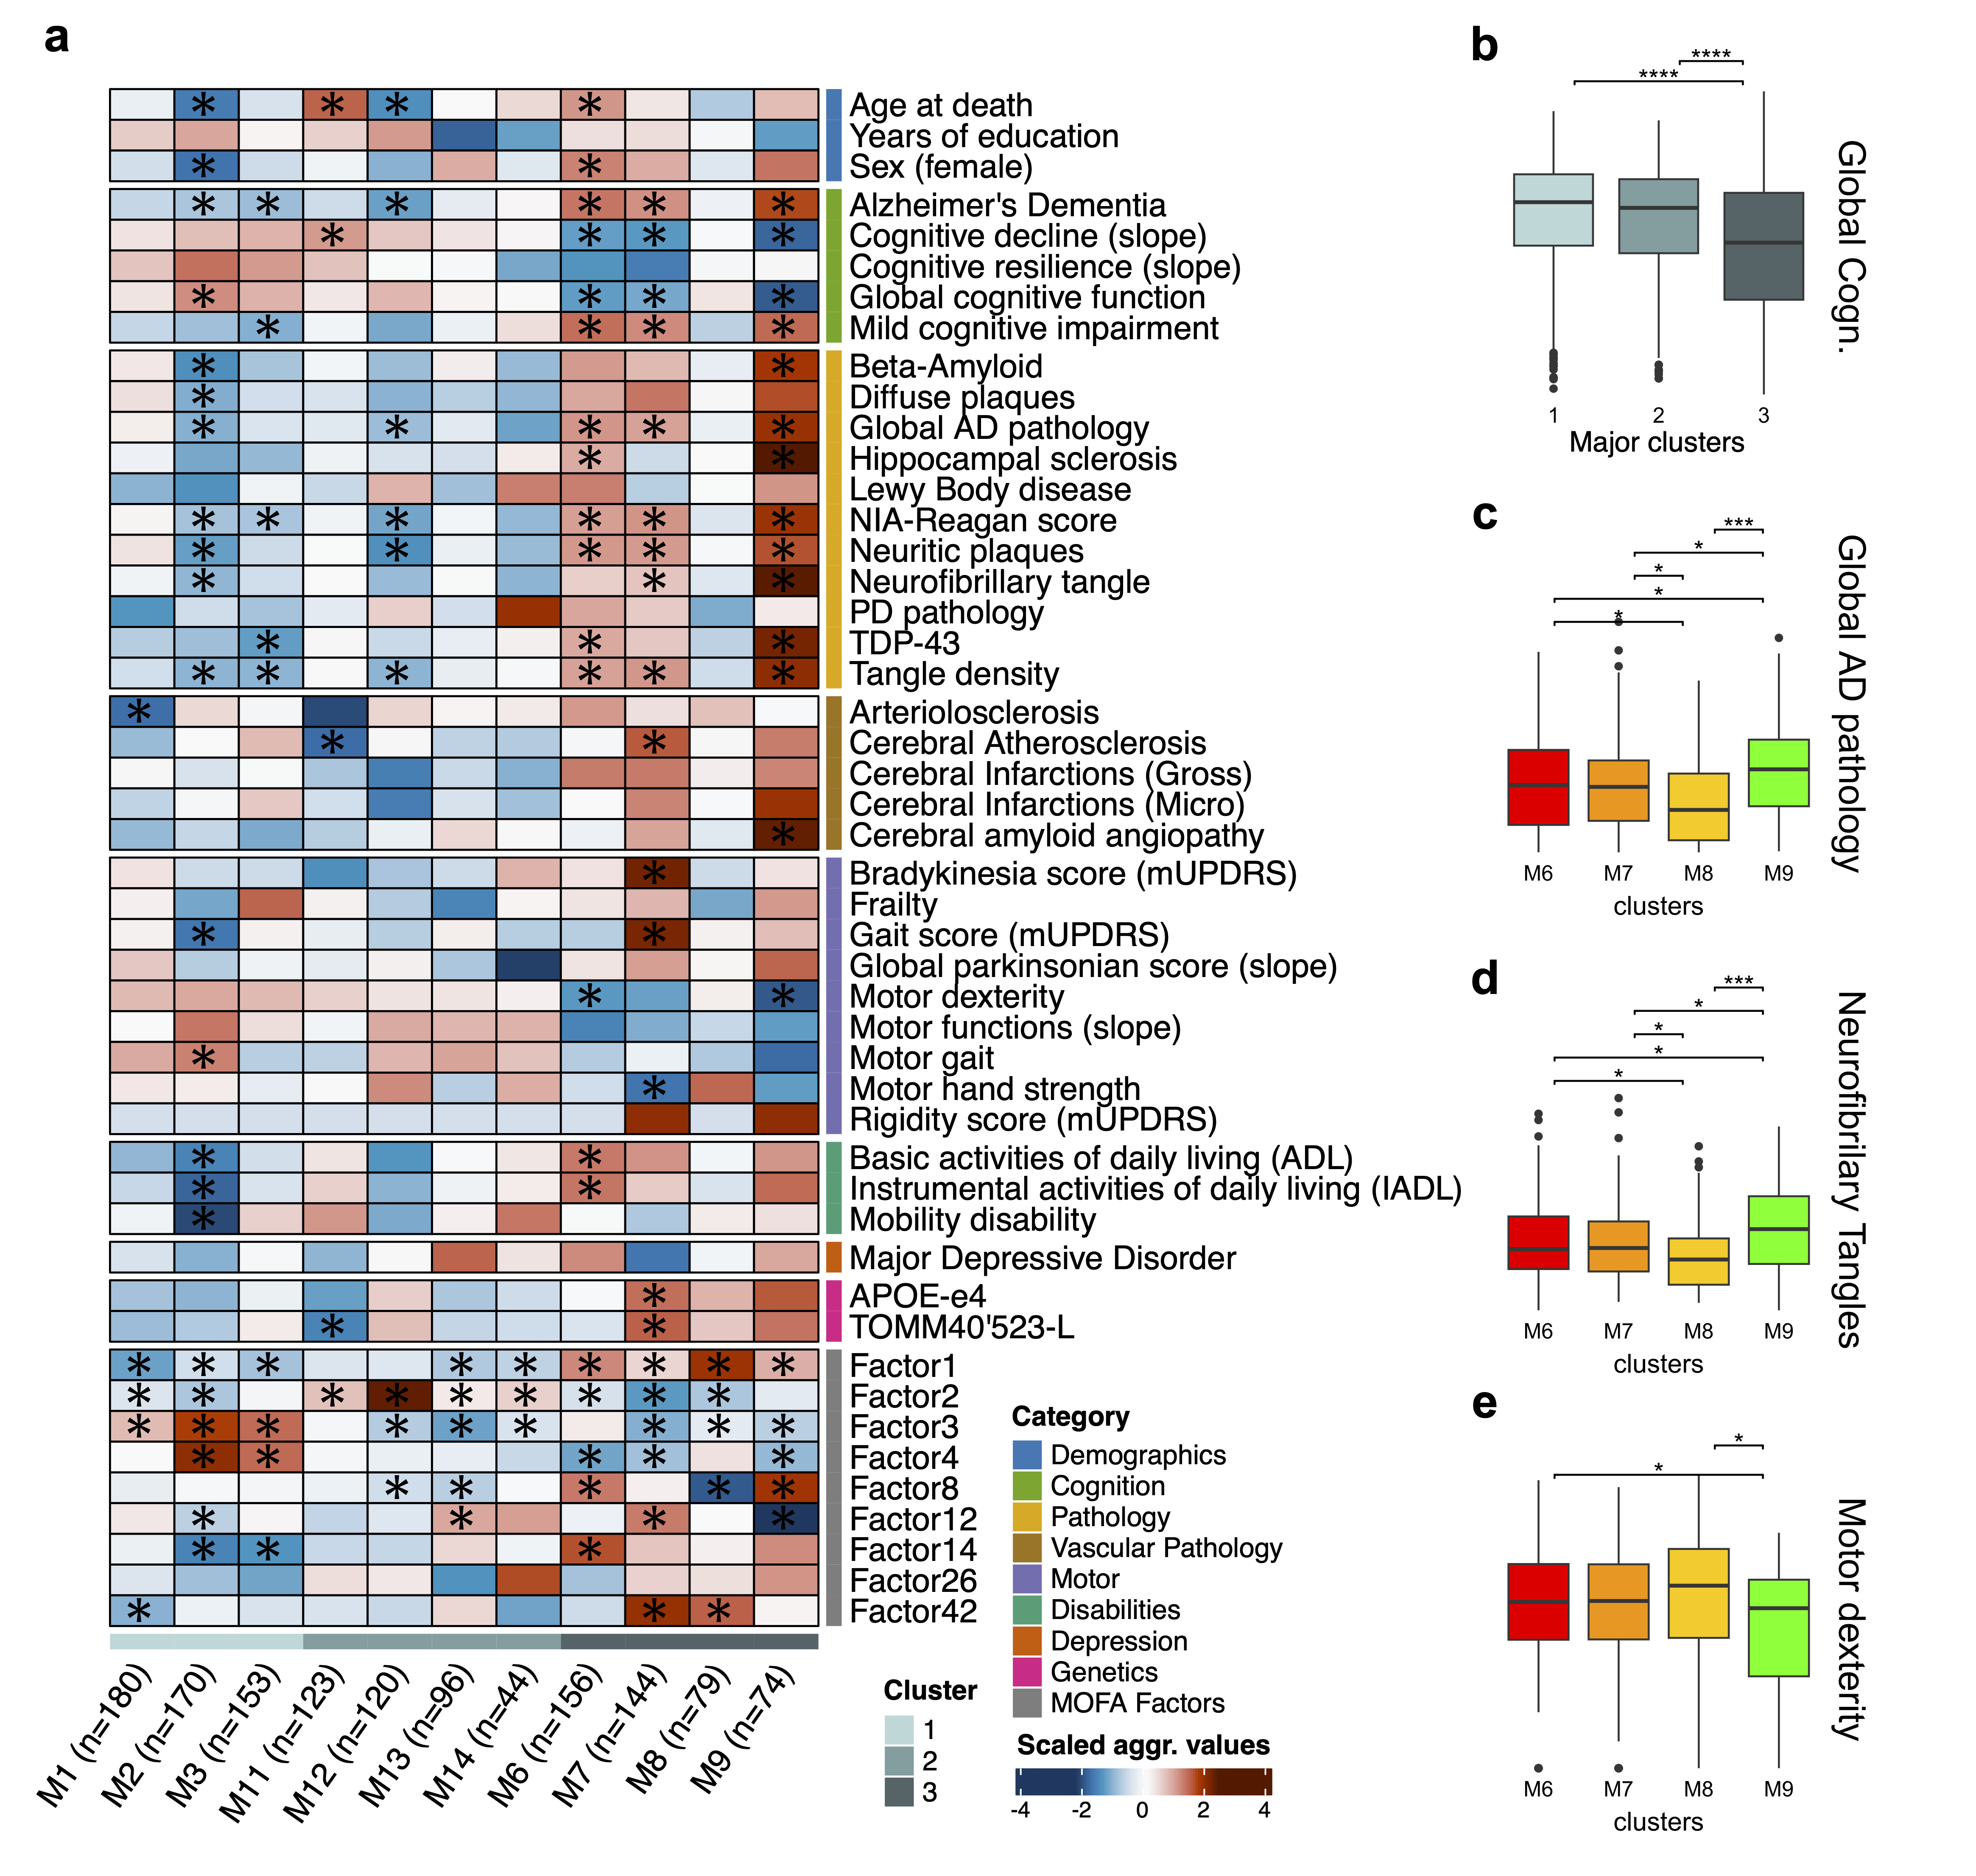 a
Age at death
Years of education
Sex (female)
Alzheimer's Dementia
Cognitive decline (slope)
Cognitive resilience (slope)
Global cognitive function
Mild cognitive impairment
Beta-Amyloid
Diffuse plaques
Global AD pathology
Hippocampal sclerosis
Lewy Body disease
NIA-Reagan score
Neuritic plaques
Neurofibrillary tangle
PD pathology
TDP-43
Tangle density
Arteriolosclerosis
Cerebral Atherosclerosis
Cerebral Infarctions (Gross)
Cerebral Infarctions (Micro)
Cerebral amyloid angiopathy
Bradykinesia score (mUPDRS)
Frailty
Gait score (mUPDRS)
Global parkinsonian score (slope)
Motor dexterity
Motor functions (slope)
Motor gait
Motor hand strength
Rigidity score (mUPDRS)
Basic activities of daily living (ADL)
Instrumental activities of daily living (IADL)
Mobility disability
Major Depressive Disorder
APOE-e4
TOMM40'523-L
Factor1
Factor2
Factor3
Factor4
Factor8
Factor12
Factor14
Factor26
Factor42
M1 (n=180)
M2 (n=170)
M3 (n=153)
M11 (n=123)
M12 (n=120)
M13 (n=96)
M14 (n=44)
M6 (n=156)
M7 (n=144)
M8 (n=79)
M9 (n=74)
Cluster
1
2
3
Category
Demographics
Cognition
Pathology
Vascular Pathology
Motor
Disabilities
Depression
Genetics
MOFA Factors
Scaled aggr. values
-4 -2 0 2 4
b
****
****
1 2 3
Major clusters
Global Cogn.
c
***
*
*
*
*
M6 M7 M8 M9
clusters
Global AD pathology
d
***
*
*
*
*
M6 M7 M8 M9
clusters
Neurofibrilary Tangles
e
*
*
M6 M7 M8 M9
clusters
Motor dexterity